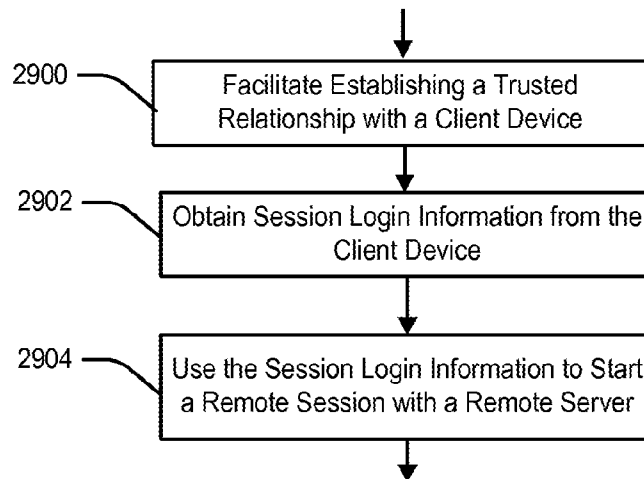 2900
Facilitate Establishing a Trusted
Relationship with a Client Device
2902
Obtain Session Login Information from the
Client Device
2904
Use the Session Login Information to Start
a Remote Session with a Remote Server